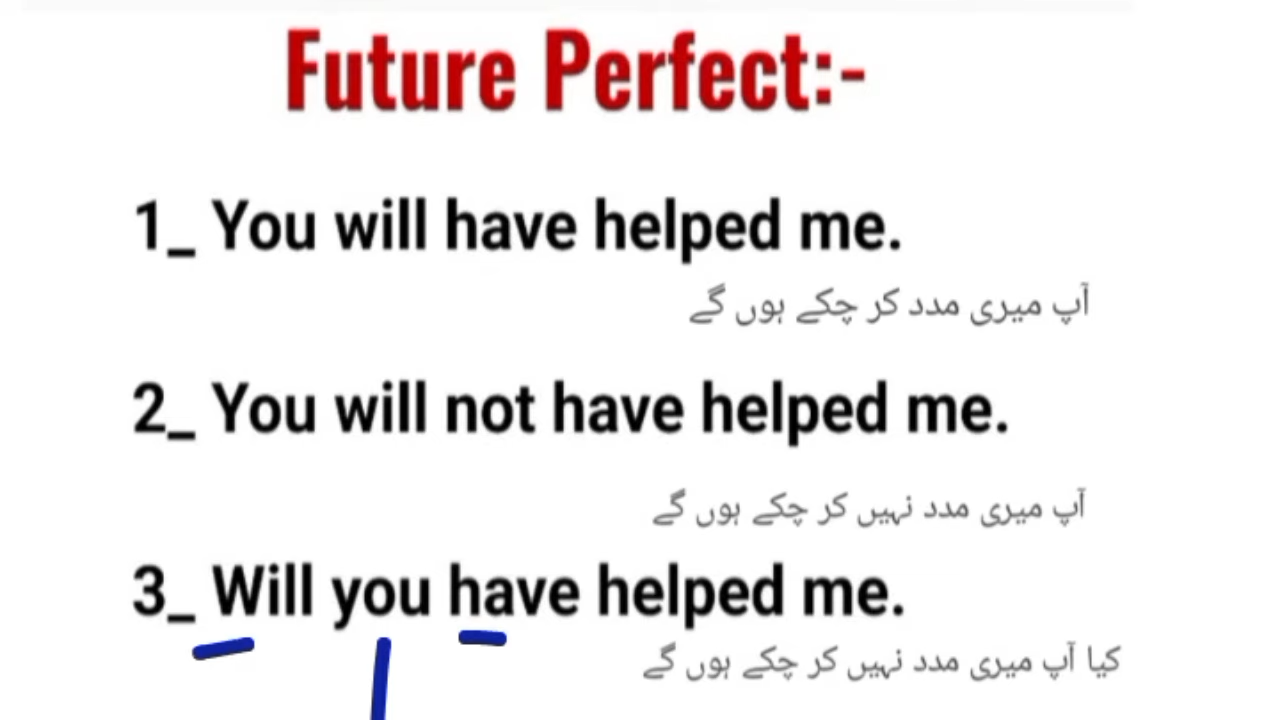 Future Perfect:-
1_ You will have helped me.
آپ میری مدد کر چکے ہوں گے
2_ You will not have helped me.
آپ میری مدد نہیں کر چکے ہوں گے
3_ Will you have helped me.
کیا آپ میری مدد نہیں کر چکے ہوں گے